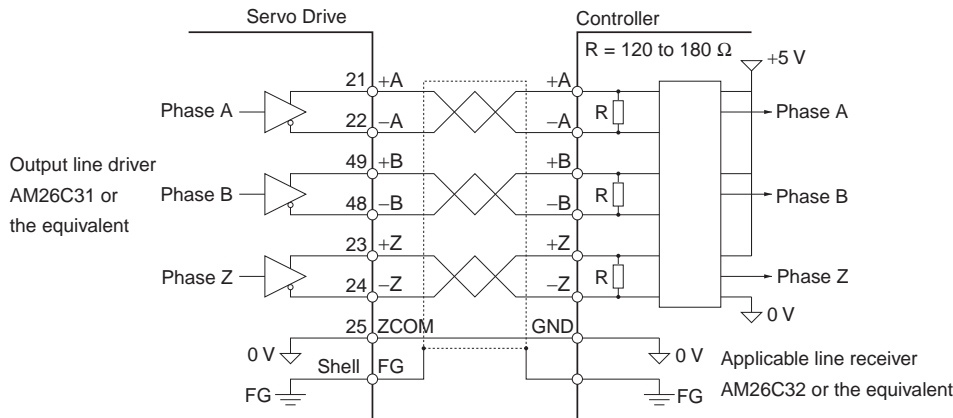 Servo Drive
Controller
R = 120 to 180 Ω
+5 V
21 +A
+A
Phase A
R
Phase A
22 −A
−A
Output line driver
AM26C31 or
the equivalent
49 +B
+B
Phase B
R
Phase B
48 −B
−B
23 +Z
+Z
Phase Z
R
Phase Z
24 −Z
−Z
0 V
25 ZCOM
GND
0 V
0 V
Shell FG
FG
FG
Applicable line receiver
AM26C32 or the equivalent